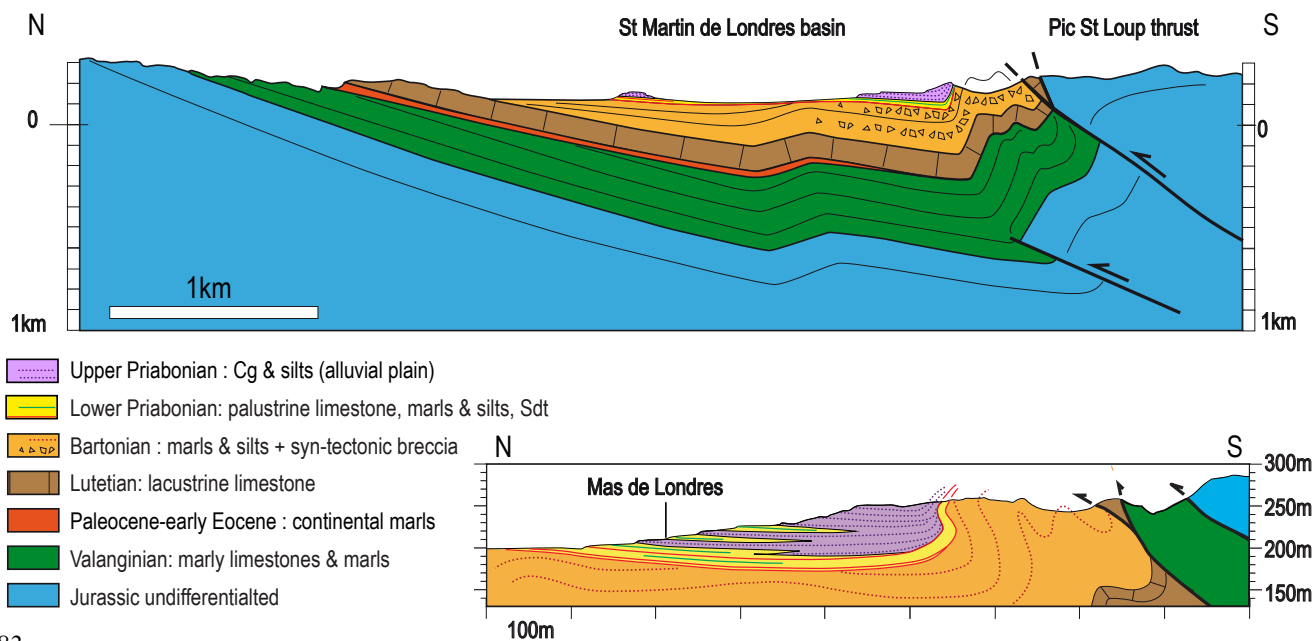 N St Martin de Londres basin Pic St Loup thrust S
0 0
1km
1km 1km
Upper Priabonian : Cg & silts (alluvial plain)
Lower Priabonian: palustrine limestone, marls & silts, Sdt
Bartonian : marls & silts + syn-tectonic breccia
Lutetian: lacustrine limestone
Paleocene-early Eocene : continental marls
Valanginian: marly limestones & marls
Jurassic undifferentialted
N S
Mas de Londres
300m
250m
200m
150m
100m